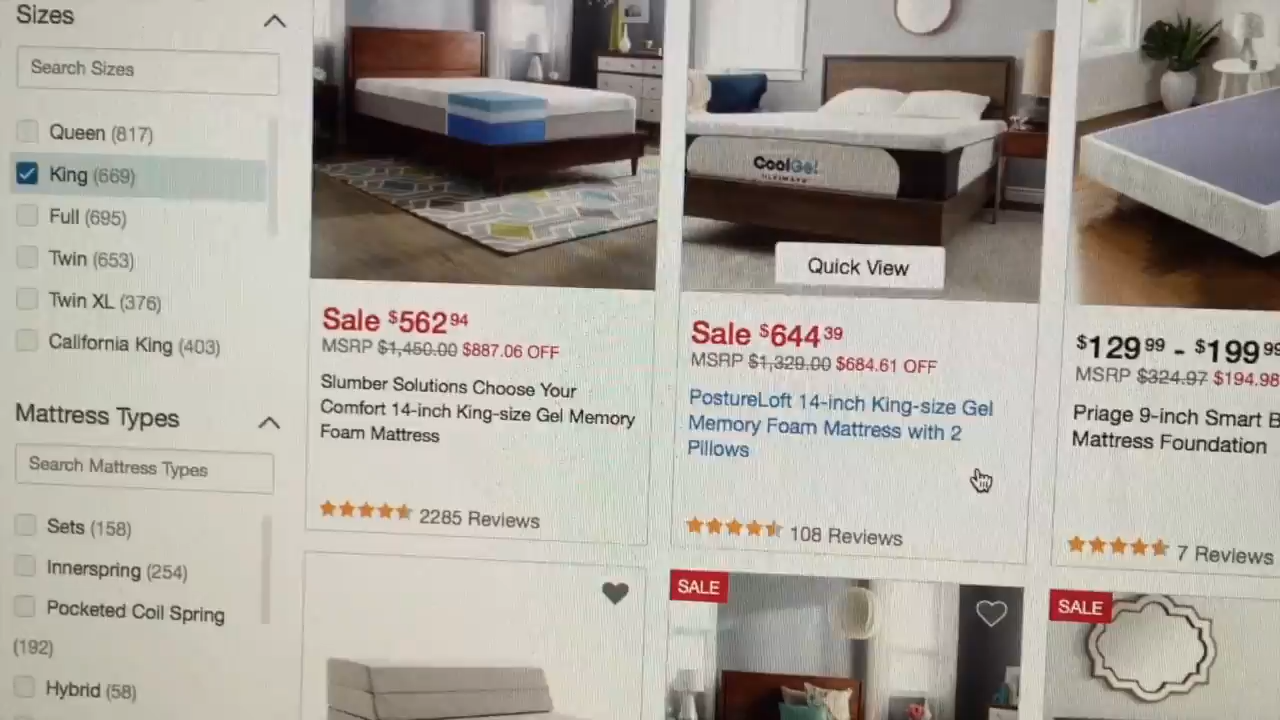 Sizes
Search Sizes
Queen (817)
King (669)
Full (695)
Twin (653)
Twin XL (376)
California King (403)
Mattress Types
Search Mattress Types
Sets (158)
Innerspring (254)
Pocketed Coil Spring
(192)
Hybrid (58)
Sale $562 94
MSRP $1,450.00 $887.06 OFF
Slumber Solutions Choose Your
Comfort 14-inch King-size Gel Memory
Foam Mattress
2285 Reviews
CoolGel
ULTIMATE
Quick View
Sale $644 39
MSRP $1,329.00 $684.61 OFF
PostureLoft 14-inch King-size Gel
Memory Foam Mattress with 2
Pillows
108 Reviews
$129 99 - $199 99
MSRP $324.97 $194.98
Priage 9-inch Smart B
Mattress Foundation
7 Reviews
SALE
SALE